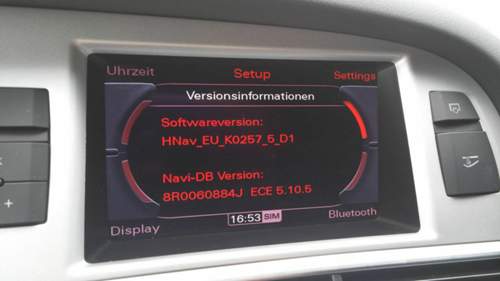 Uhrzeit Setup Settings
Versionsinformationen
Softwareversion:
HNav_EU_K0257_5_D1
Navi-DB Version:
8R0060884J ECE 5.10.5
16:53 SIM
Display Bluetooth